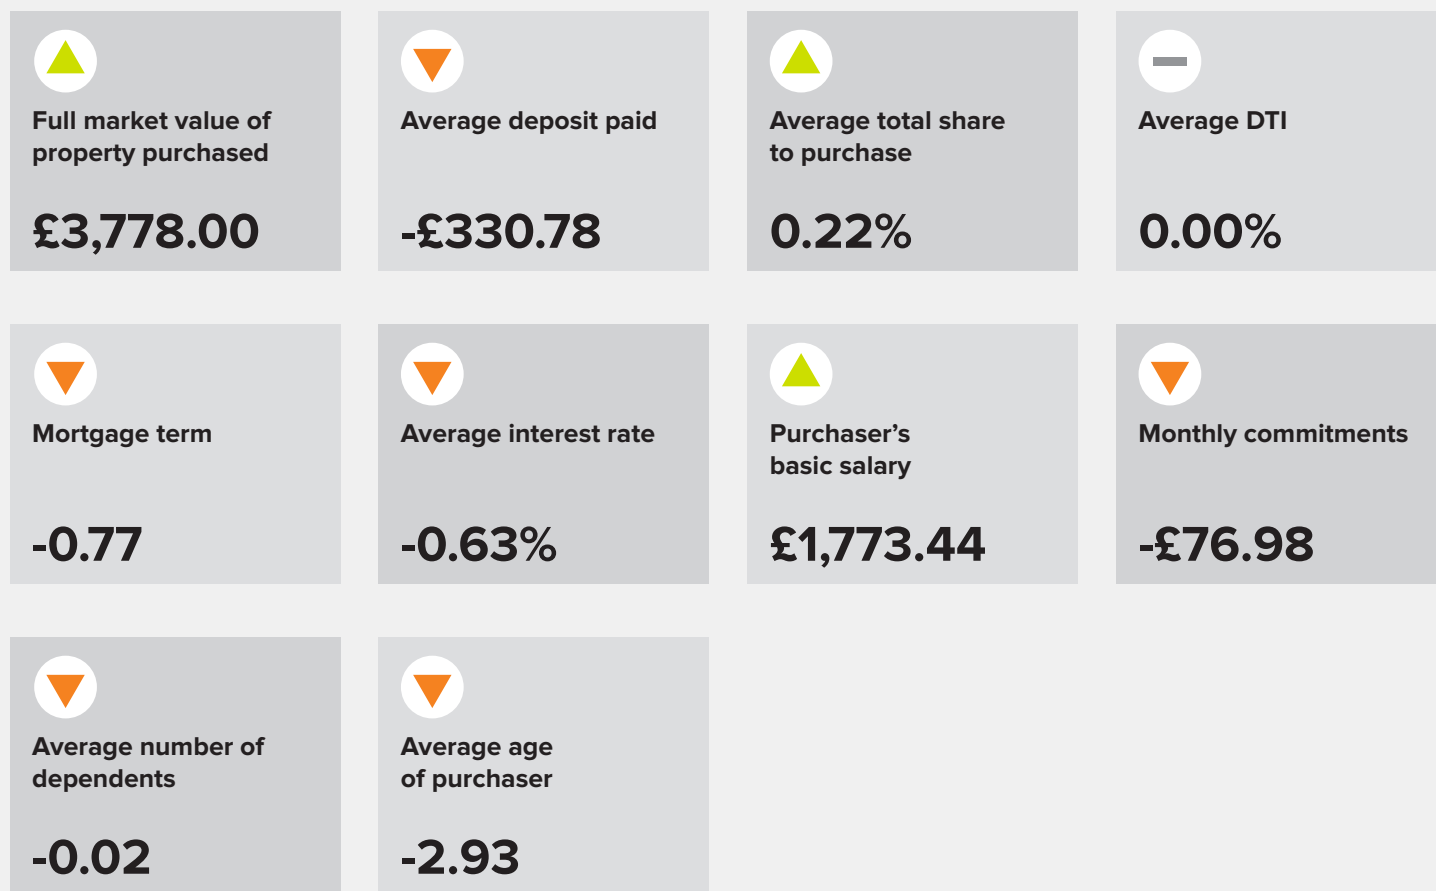 Full market value of
property purchased
£3,778.00
Average deposit paid
-£330.78
Average total share
to purchase
0.22%
Average DTI
0.00%
Mortgage term
-0.77
Average interest rate
-0.63%
Purchaser’s
basic salary
£1,773.44
Monthly commitments
-£76.98
Average number of
dependents
-0.02
Average age
of purchaser
-2.93